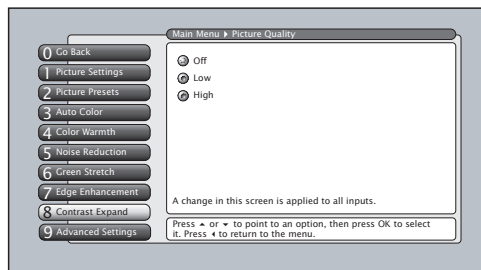 Main Menu ▶ Picture Quality
0 Go Back
1 Picture Settings
2 Picture Presets
3 Auto Color
4 Color Warmth
5 Noise Reduction
6 Green Stretch
7 Edge Enhancement
8 Contrast Expand
9 Advanced Settings
Off
Low
High
A change in this screen is applied to all inputs.
Press ▲ or ▼ to point to an option, then press OK to select
it. Press ◀ to return to the menu.